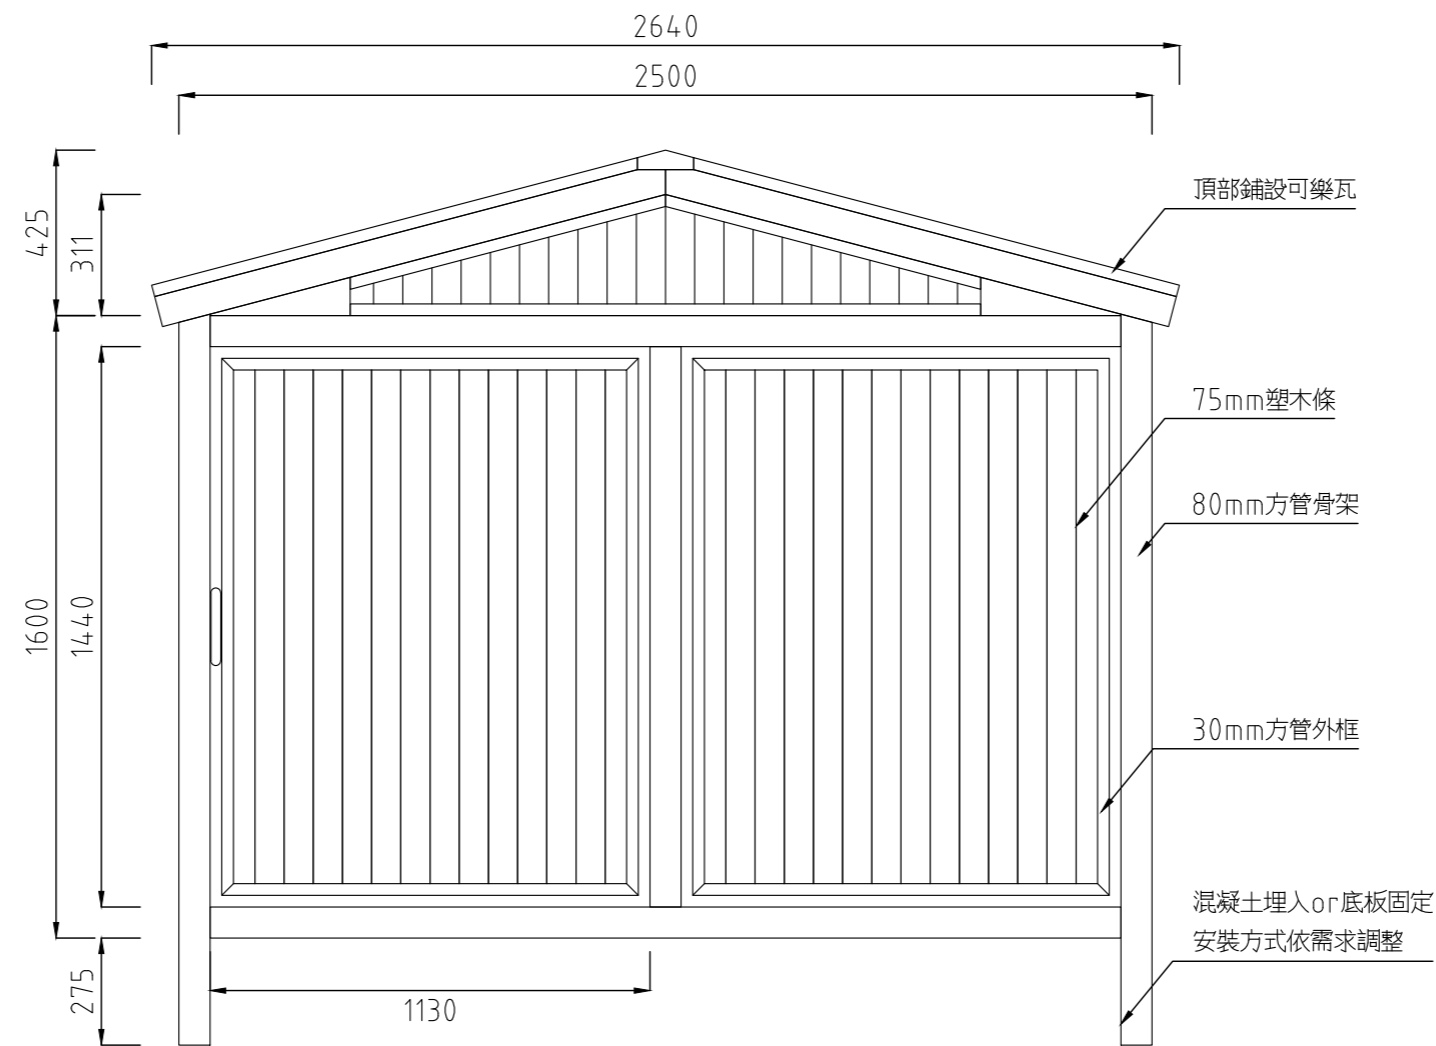 2640
2500
425
311
頂部鋪設可樂瓦
75mm塑木條
80mm方管骨架
1600
1440
30mm方管外框
混凝土埋入or底板固定
安裝方式依需求調整
275
1130